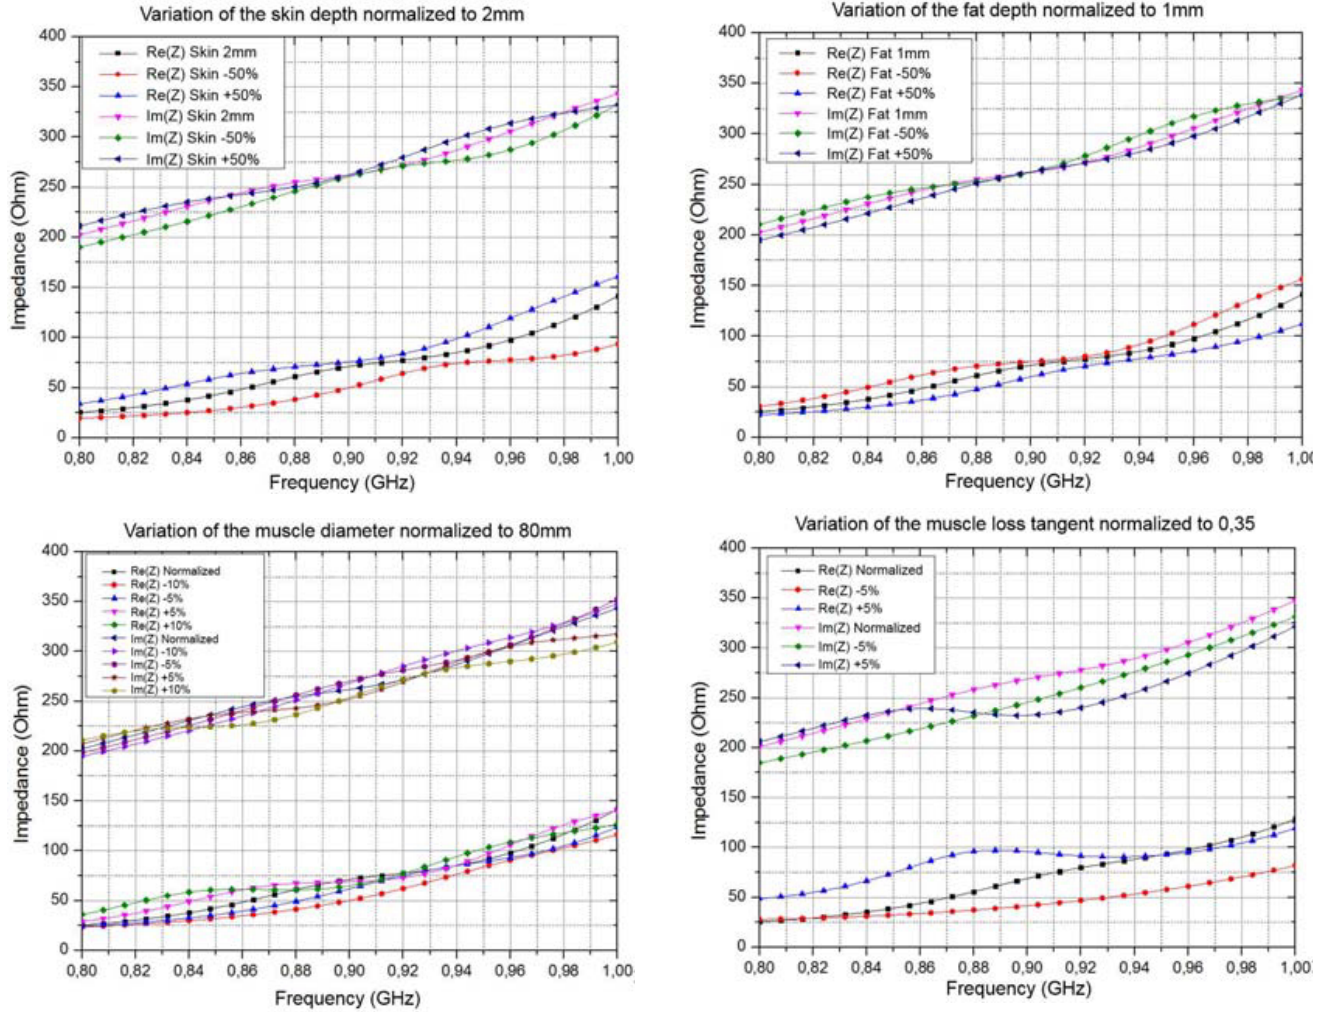 Variation of the skin depth normalized to 2mm
400
350
300
250
200
150
100
50
0
Impedance (Ohm)
Re(Z) Skin 2mm
Re(Z) Skin -50%
Re(Z) Skin +50%
Im(Z) Skin 2mm
Im(Z) Skin -50%
Im(Z) Skin +50%
0,80 0,82 0,84 0,86 0,88 0,90 0,92 0,94 0,96 0,98 1,00
Frequency (GHz)
Variation of the fat depth normalized to 1mm
400
350
300
250
200
150
100
50
0
Impedance (Ohm)
Re(Z) Fat 1mm
Re(Z) Fat -50%
Re(Z) Fat +50%
Im(Z) Fat 1mm
Im(Z) Fat -50%
Im(Z) Fat +50%
0,80 0,82 0,84 0,86 0,88 0,90 0,92 0,94 0,96 0,98 1,00
Frequency (GHz)
Variation of the muscle diameter normalized to 80mm
400
350
300
250
200
150
100
50
0
Impedance (Ohm)
Re(Z) Normalized
Re(Z) -10%
Re(Z) -5%
Re(Z) +5%
Re(Z) +10%
Im(Z) Normalized
Im(Z) -10%
Im(Z) -5%
Im(Z) +5%
Im(Z) +10%
0,80 0,82 0,84 0,86 0,88 0,90 0,92 0,94 0,96 0,98 1,00
Frequency (GHz)
Variation of the muscle loss tangent normalized to 0,35
400
350
300
250
200
150
100
50
0
Impedance (Ohm)
Re(Z) Normalized
Re(Z) -5%
Re(Z) +5%
Im(Z) Normalized
Im(Z) -5%
Im(Z) +5%
0,80 0,82 0,84 0,86 0,88 0,90 0,92 0,94 0,96 0,98 1,00
Frequency (GHz)